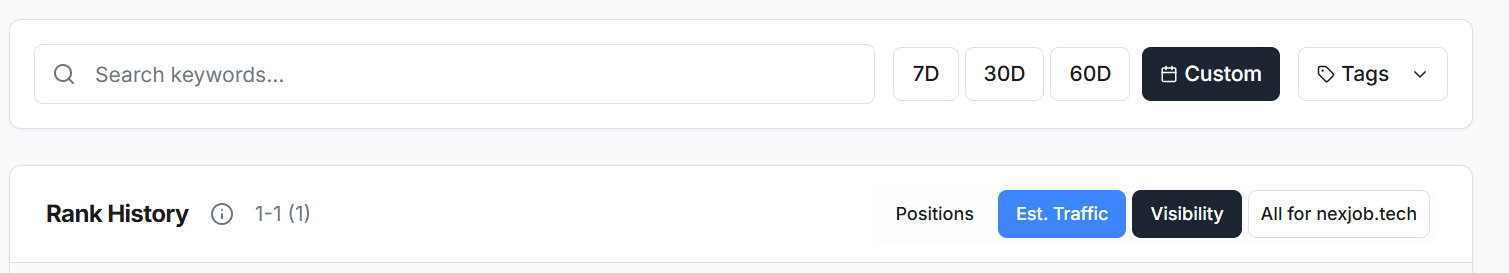 Search keywords... 7D 30D 60D Custom Tags
Rank History 1-1 (1) Positions Est. Traffic Visibility All for nexjob.tech